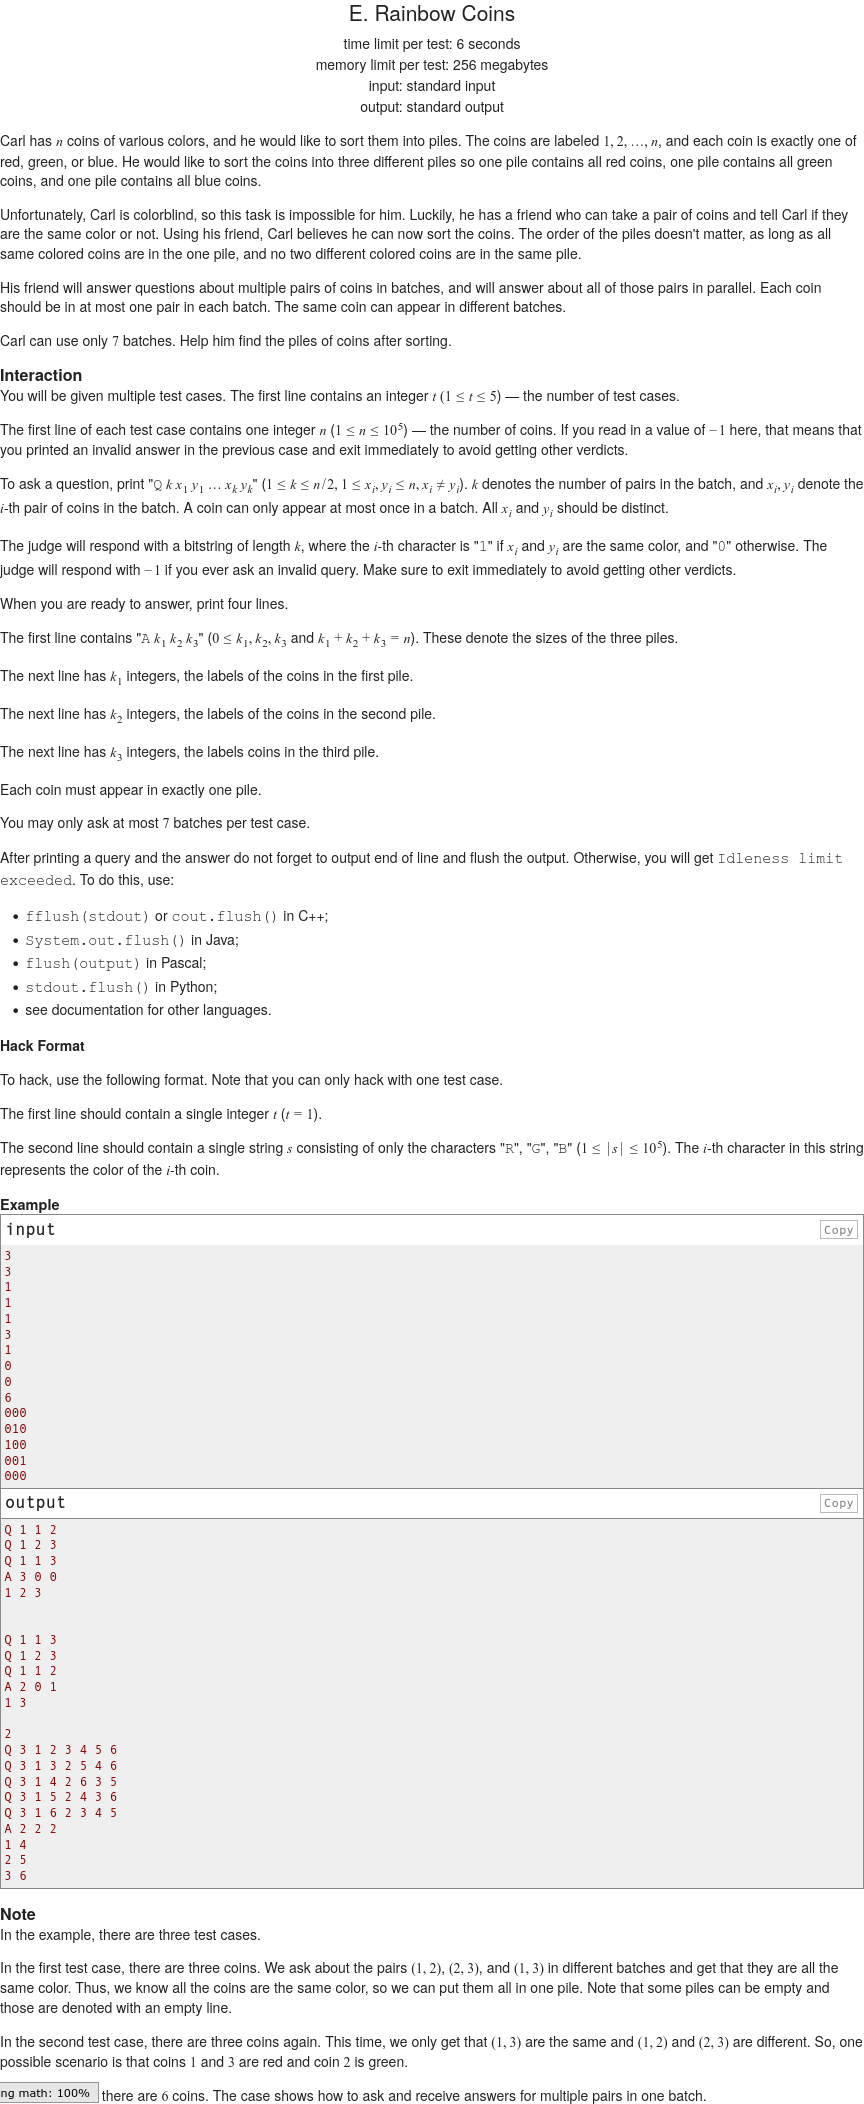 E. Rainbow Coins
time limit per test: 6 seconds
memory limit per test: 256 megabytes
input: standard input
output: standard output
Carl has n coins of various colors, and he would like to sort them into piles. The coins are labeled 1, 2, …, n, and each coin is exactly one of
red, green, or blue. He would like to sort the coins into three different piles so one pile contains all red coins, one pile contains all green
coins, and one pile contains all blue coins.
Unfortunately, Carl is colorblind, so this task is impossible for him. Luckily, he has a friend who can take a pair of coins and tell Carl if they
are the same color or not. Using his friend, Carl believes he can now sort the coins. The order of the piles doesn't matter, as long as all
same colored coins are in the one pile, and no two different colored coins are in the same pile.
His friend will answer questions about multiple pairs of coins in batches, and will answer about all of those pairs in parallel. Each coin
should be in at most one pair in each batch. The same coin can appear in different batches.
Carl can use only 7 batches. Help him find the piles of coins after sorting.
Interaction
You will be given multiple test cases. The first line contains an integer t (1 ≤ t ≤ 5) — the number of test cases.
The first line of each test case contains one integer n (1 ≤ n ≤ 10^5) — the number of coins. If you read in a value of −1 here, that means that
you printed an invalid answer in the previous case and exit immediately to avoid getting other verdicts.
To ask a question, print "Q k x_1 y_1 … x_k y_k" (1 ≤ k ≤ n/2, 1 ≤ x_i, y_i ≤ n, x_i ≠ y_i). k denotes the number of pairs in the batch, and x_i, y_i denote the
i-th pair of coins in the batch. A coin can only appear at most once in a batch. All x_i and y_i should be distinct.
The judge will respond with a bitstring of length k, where the i-th character is "1" if x_i and y_i are the same color, and "0" otherwise. The
judge will respond with −1 if you ever ask an invalid query. Make sure to exit immediately to avoid getting other verdicts.
When you are ready to answer, print four lines.
The first line contains "A k_1 k_2 k_3" (0 ≤ k_1, k_2, k_3 and k_1 + k_2 + k_3 = n). These denote the sizes of the three piles.
The next line has k_1 integers, the labels of the coins in the first pile.
The next line has k_2 integers, the labels of the coins in the second pile.
The next line has k_3 integers, the labels coins in the third pile.
Each coin must appear in exactly one pile.
You may only ask at most 7 batches per test case.
After printing a query and the answer do not forget to output end of line and flush the output. Otherwise, you will get Idleness limit
exceeded. To do this, use:
• fflush(stdout) or cout.flush() in C++;
• System.out.flush() in Java;
• flush(output) in Pascal;
• stdout.flush() in Python;
• see documentation for other languages.
Hack Format
To hack, use the following format. Note that you can only hack with one test case.
The first line should contain a single integer t (t = 1).
The second line should contain a single string s consisting of only the characters "R", "G", "B" (1 ≤ |s| ≤ 10^5). The i-th character in this string
represents the color of the i-th coin.
Example
input
Copy
3
3
1
1
1
3
1
0
0
6
000
010
100
001
000
output
Copy
Q 1 1 2
Q 1 2 3
Q 1 1 3
A 3 0 0
1 2 3
Q 1 1 3
Q 1 2 3
Q 1 1 2
A 2 0 1
1 3
2
Q 3 1 2 3 4 5 6
Q 3 1 3 2 5 4 6
Q 3 1 4 2 6 3 5
Q 3 1 5 2 4 3 6
Q 3 1 6 2 3 4 5
A 2 2 2
1 4
2 5
3 6
Note
In the example, there are three test cases.
In the first test case, there are three coins. We ask about the pairs (1, 2), (2, 3), and (1, 3) in different batches and get that they are all the
same color. Thus, we know all the coins are the same color, so we can put them all in one pile. Note that some piles can be empty and
those are denoted with an empty line.
In the second test case, there are three coins again. This time, we only get that (1, 3) are the same and (1, 2) and (2, 3) are different. So, one
possible scenario is that coins 1 and 3 are red and coin 2 is green.
ng math: 100% there are 6 coins. The case shows how to ask and receive answers for multiple pairs in one batch.